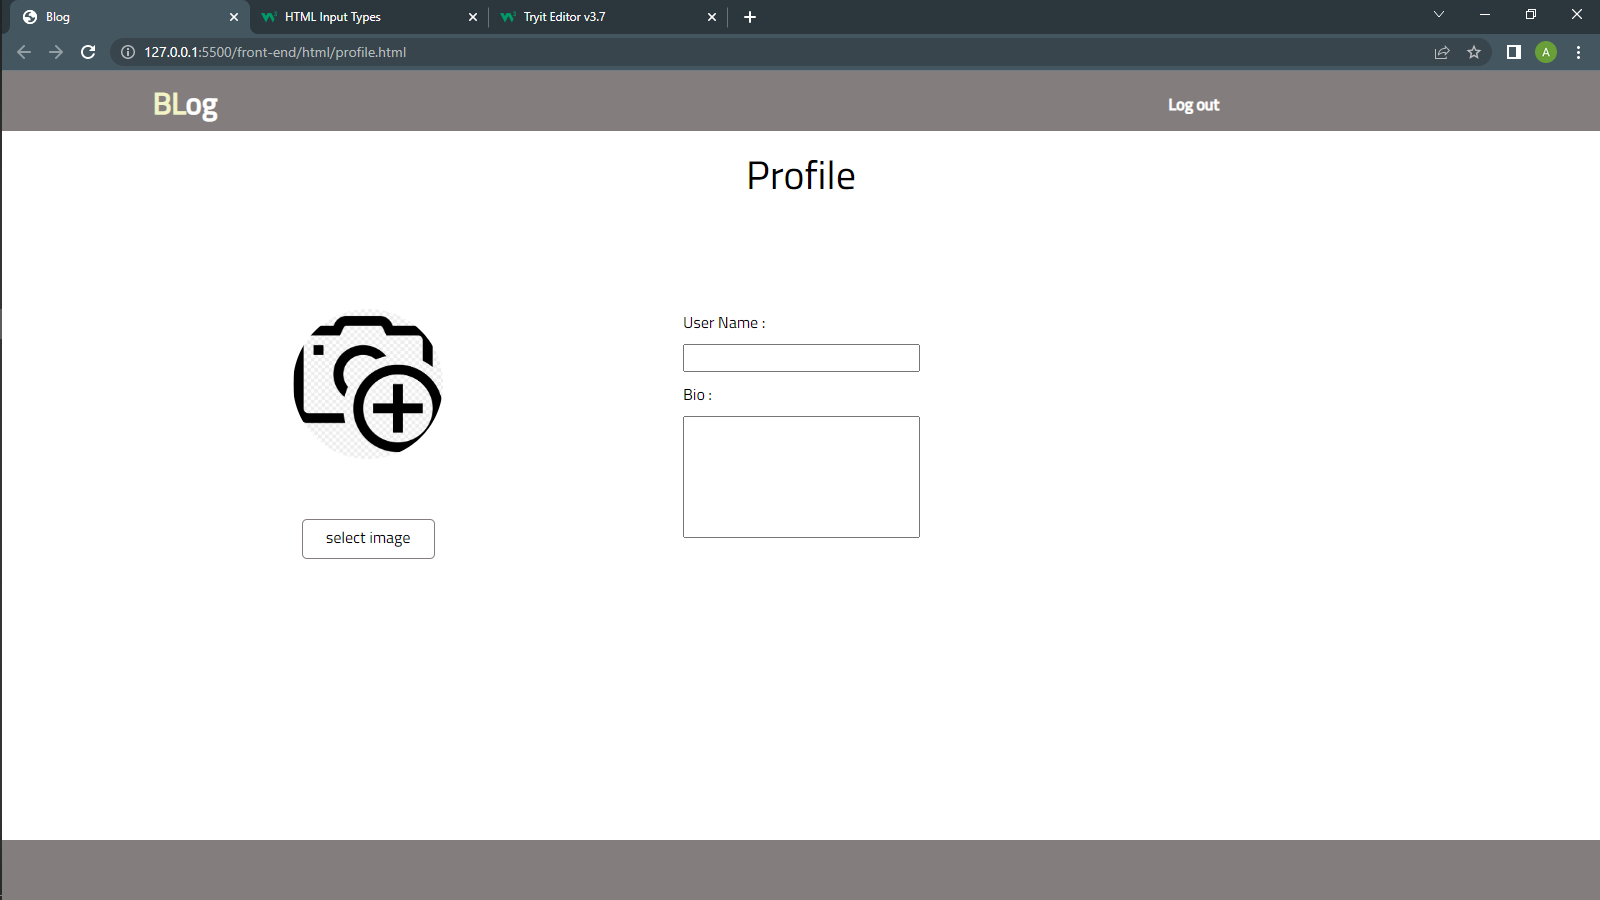 Blog
HTML Input Types
Tryit Editor v3.7
127.0.0.1:5500/front-end/html/profile.html
A
BLog
Log out
Profile
User Name :
Bio :
select image